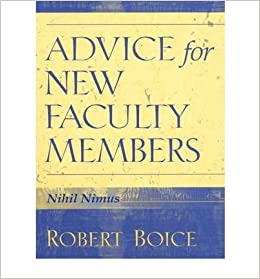 ADVICE for
NEW
FACULTY
MEMBERS
Nihil Nimus
ROBERT BOICE